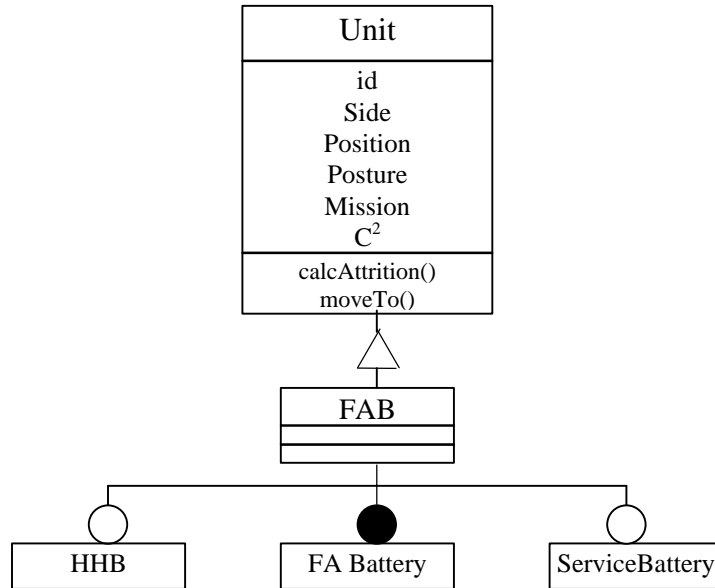 Unit
id
Side
Position
Posture
Mission
C²
calcAttrition()
moveTo()
FAB
HHB
FA Battery
ServiceBattery